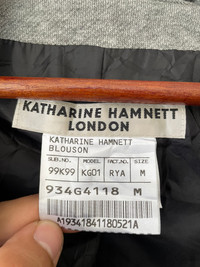 KATHARINE HAMNETT
LONDON
KATHARINE HAMNETT
BLOUSON
SUB.NO. MODEL FACT.NO. SIZE
99K99 KG01 RYA M
934G4118 M
A19341841180521A